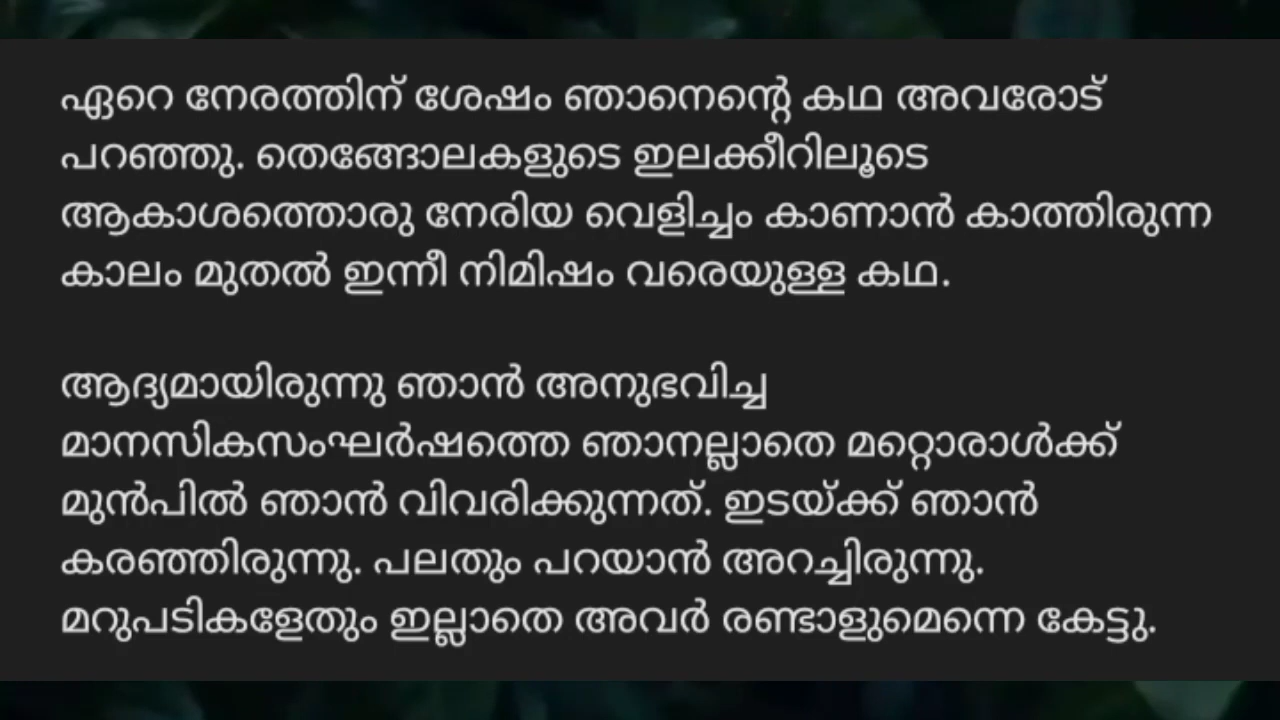 ഏറെ നേരത്തിന് ശേഷം ഞാനെന്റെ കഥ അവരോട്
പറഞ്ഞു. തെങ്ങോലകളുടെ ഇലക്കീറിലൂടെ
ആകാശത്തൊരു നേരിയ വെളിച്ചം കാണാൻ കാത്തിരുന്ന
കാലം മുതൽ ഇന്നീ നിമിഷം വരെയുള്ള കഥ.
ആദ്യമായിരുന്നു ഞാൻ അനുഭവിച്ച
മാനസികസംഘർഷത്തെ ഞാനല്ലാതെ മറ്റൊരാൾക്ക്
മുൻപിൽ ഞാൻ വിവരിക്കുന്നത്. ഇടയ്ക്ക് ഞാൻ
കരഞ്ഞിരുന്നു. പലതും പറയാൻ അറച്ചിരുന്നു.
മറുപടികളേതും ഇല്ലാതെ അവർ രണ്ടാളുമെന്നെ കേട്ടു.